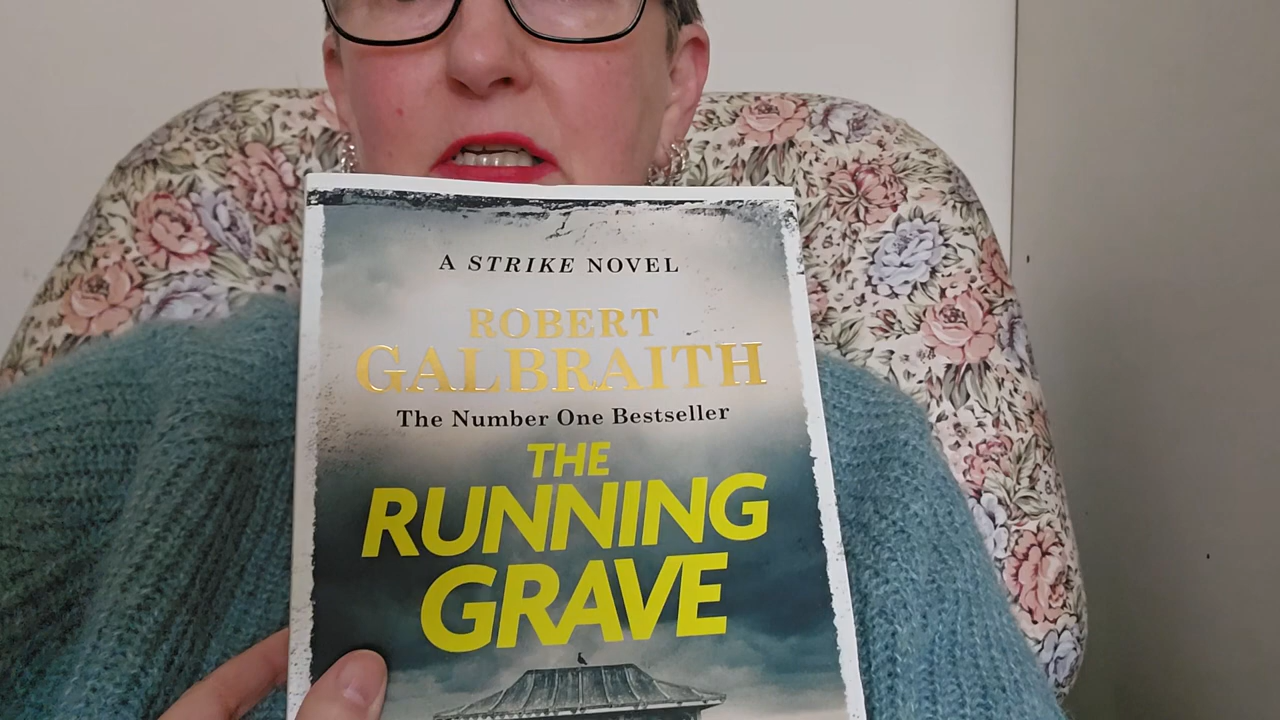 A STRIKE NOVEL
ROBERT
GALBRAITH
The Number One Bestseller
THE
RUNNING
GRAVE